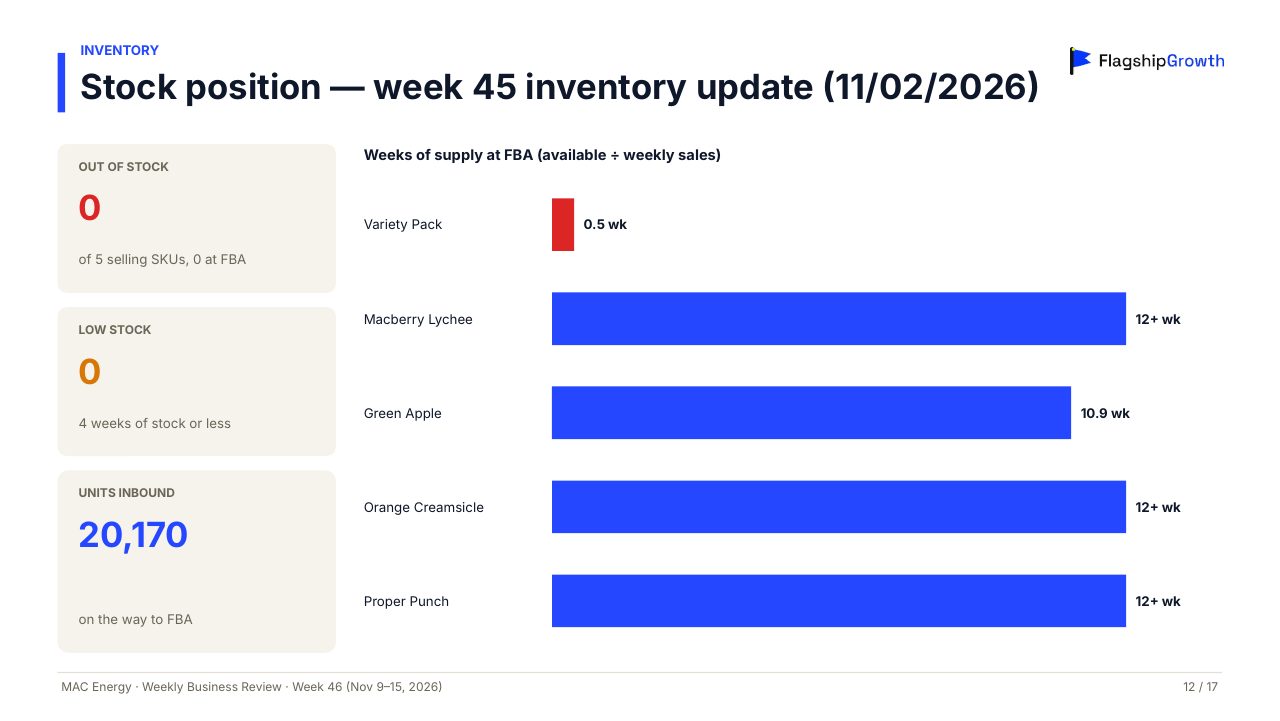 INVENTORY
Stock position — week 45 inventory update (11/02/2026)
FlagshipGrowth
OUT OF STOCK
0
of 5 selling SKUs, 0 at FBA
LOW STOCK
0
4 weeks of stock or less
UNITS INBOUND
20,170
on the way to FBA
Weeks of supply at FBA (available ÷ weekly sales)
Variety Pack
0.5 wk
Macberry Lychee
12+ wk
Green Apple
10.9 wk
Orange Creamsicle
12+ wk
Proper Punch
12+ wk
MAC Energy · Weekly Business Review · Week 46 (Nov 9–15, 2026)
12 / 17